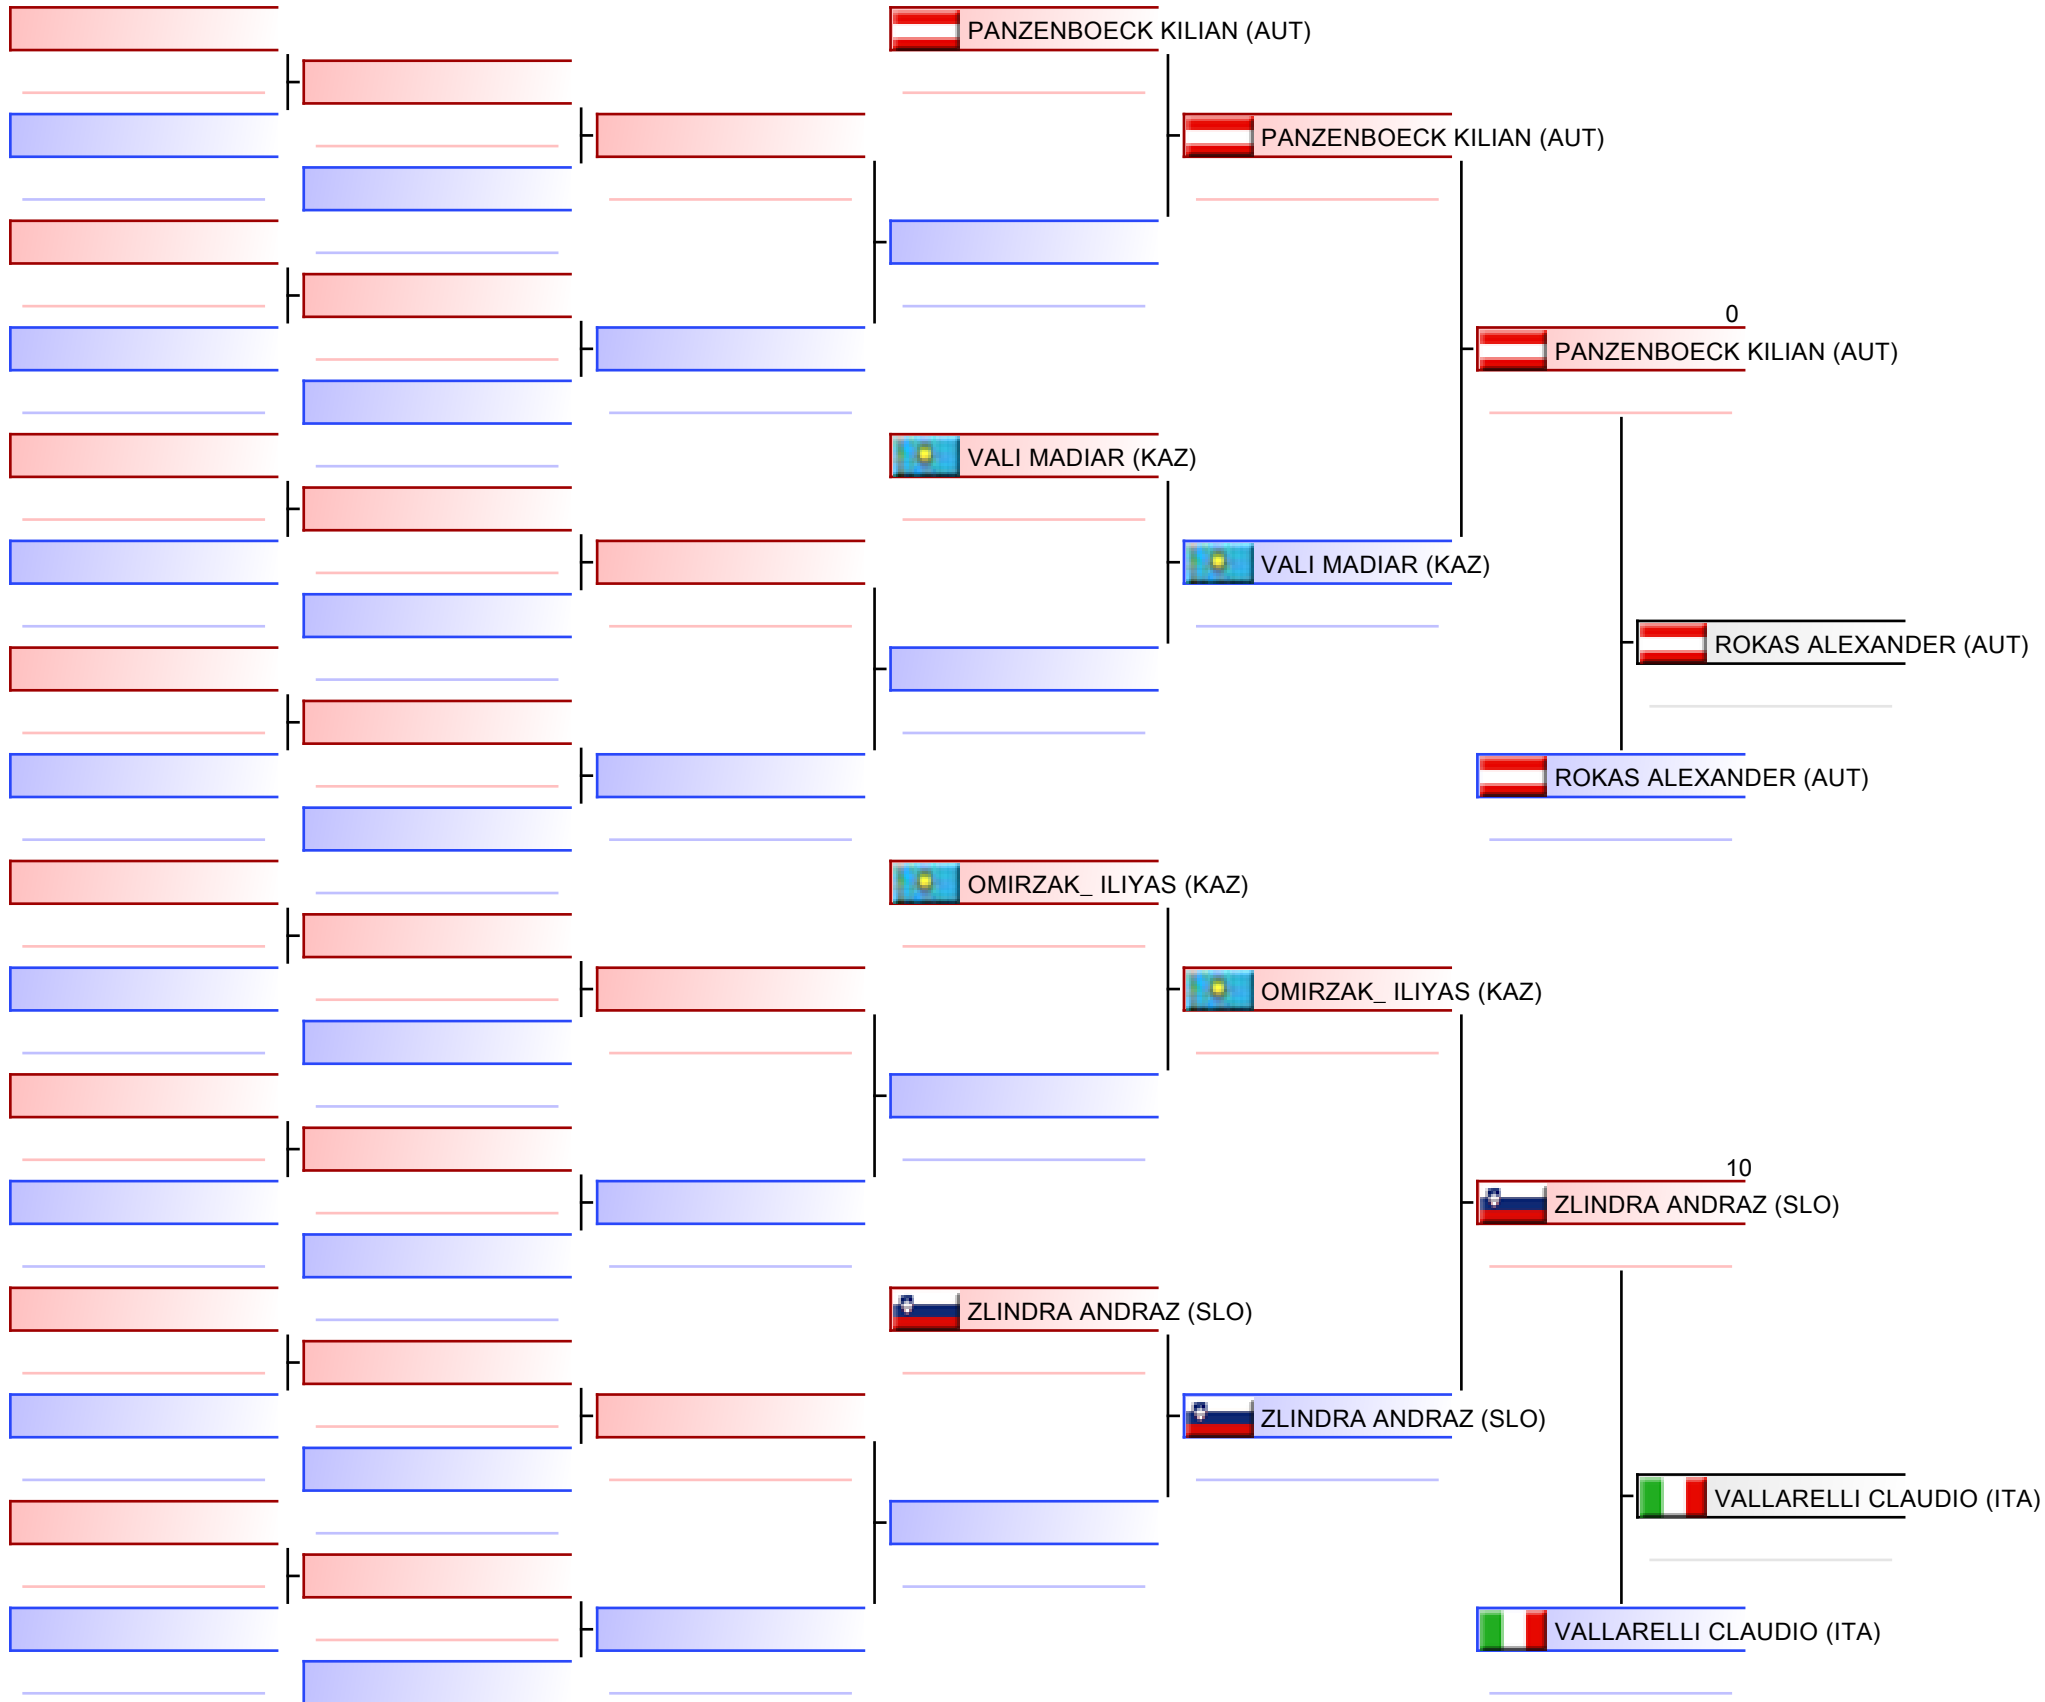 PANZENBOECK KILIAN (AUT)
PANZENBOECK KILIAN (AUT)
0
PANZENBOECK KILIAN (AUT)
VALI MADIAR (KAZ)
VALI MADIAR (KAZ)
ROKAS ALEXANDER (AUT)
ROKAS ALEXANDER (AUT)
OMIRZAK_ ILIYAS (KAZ)
OMIRZAK_ ILIYAS (KAZ)
10
ZLINDRA ANDRAZ (SLO)
ZLINDRA ANDRAZ (SLO)
ZLINDRA ANDRAZ (SLO)
VALLARELLI CLAUDIO (ITA)
VALLARELLI CLAUDIO (ITA)